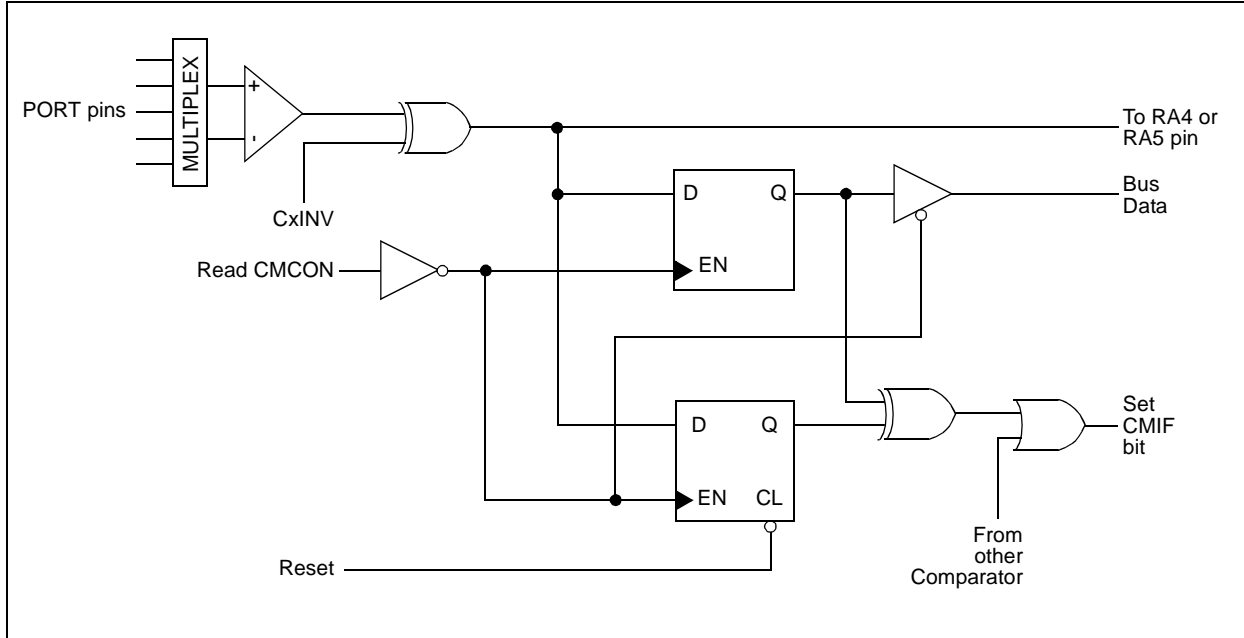 MULTIPLEX
+
-
PORT pins
CxINV
To RA4 or
RA5 pin
D
Q
EN
Bus
Data
Read CMCON
D
Q
EN
CL
Set
CMIF
bit
Reset
From
other
Comparator